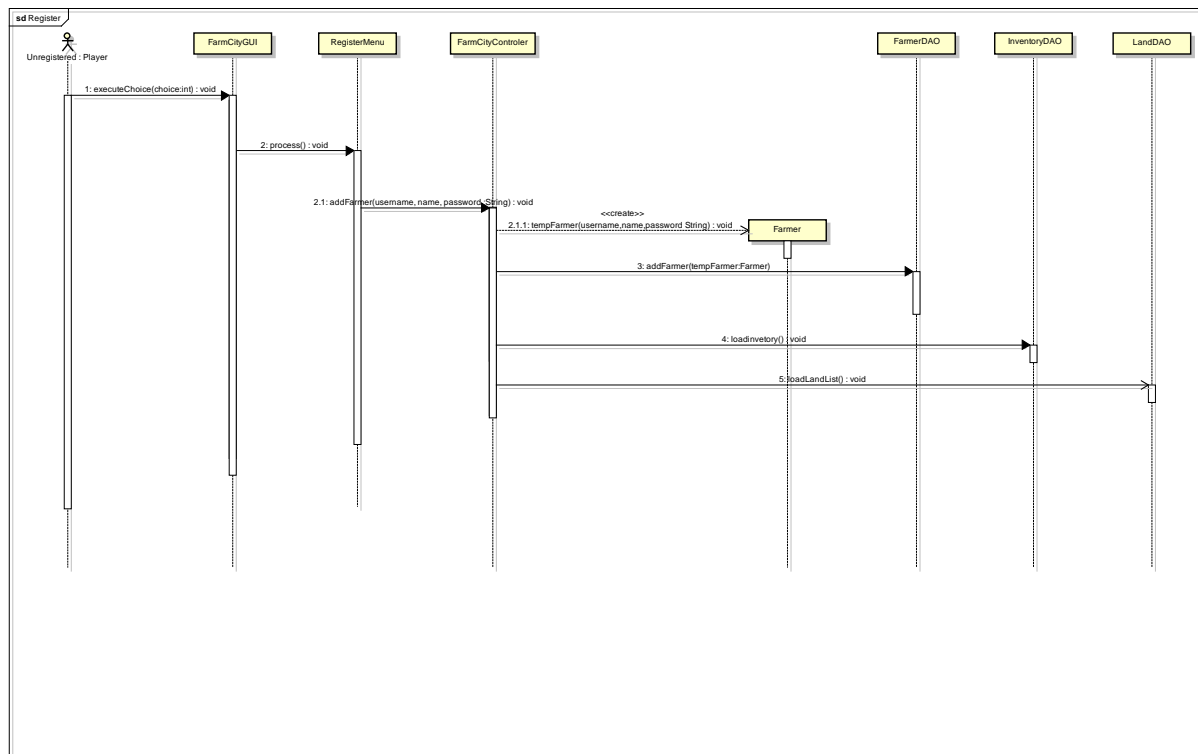 sd Register
FarmCityGUI
RegisterMenu
FarmCityControler
FarmerDAO
InventoryDAO
LandDAO
Unregistered : Player
1: executeChoice(choice:int) : void
2: process() : void
2.1: addFarmer(username, name, password:String) : void
<<create>>
2.1.1: tempFarmer(username,name,password String) : void
Farmer
3: addFarmer(tempFarmer:Farmer)
4: loadinvetory() : void
5: loadLandList() : void